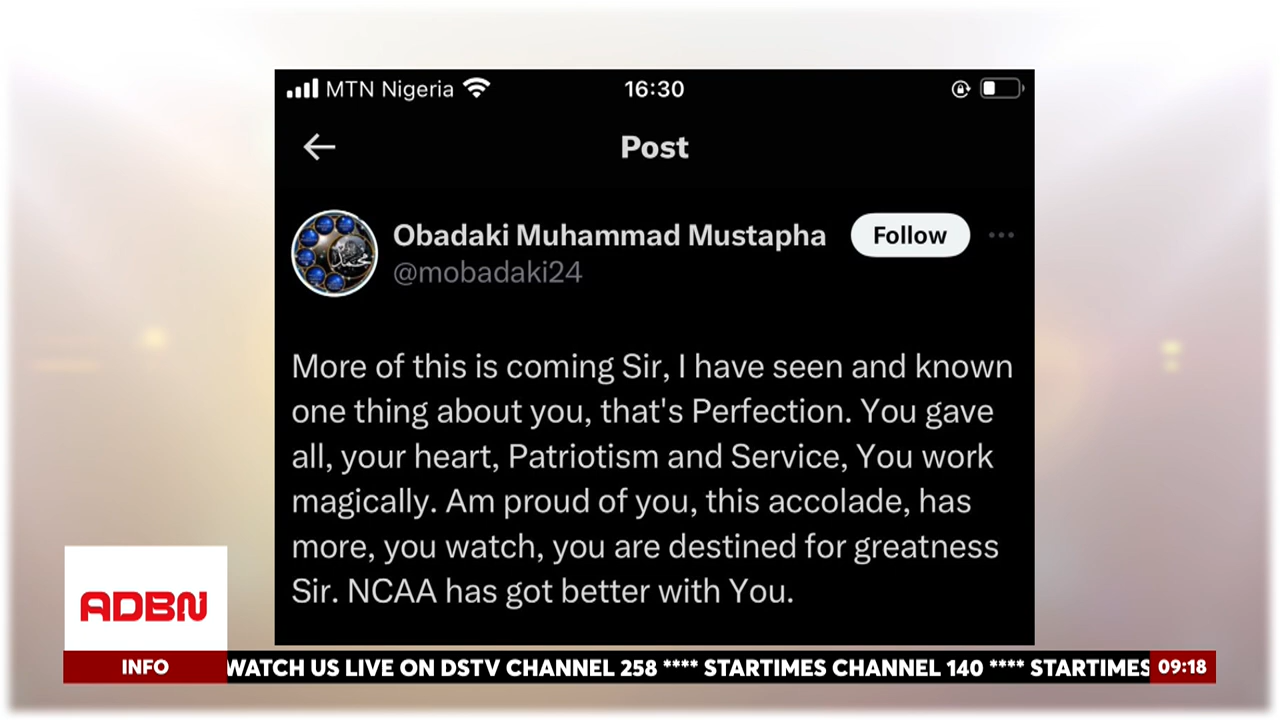 MTN Nigeria 16:30
Post
Obadaki Muhammad Mustapha Follow
@mobadaki24
More of this is coming Sir, I have seen and known
one thing about you, that's Perfection. You gave
all, your heart, Patriotism and Service, You work
magically. Am proud of you, this accolade, has
more, you watch, you are destined for greatness
Sir. NCAA has got better with You.
ADBN
INFO WATCH US LIVE ON DSTV CHANNEL 258 **** STARTIMES CHANNEL 140 **** STARTIMES 09:18